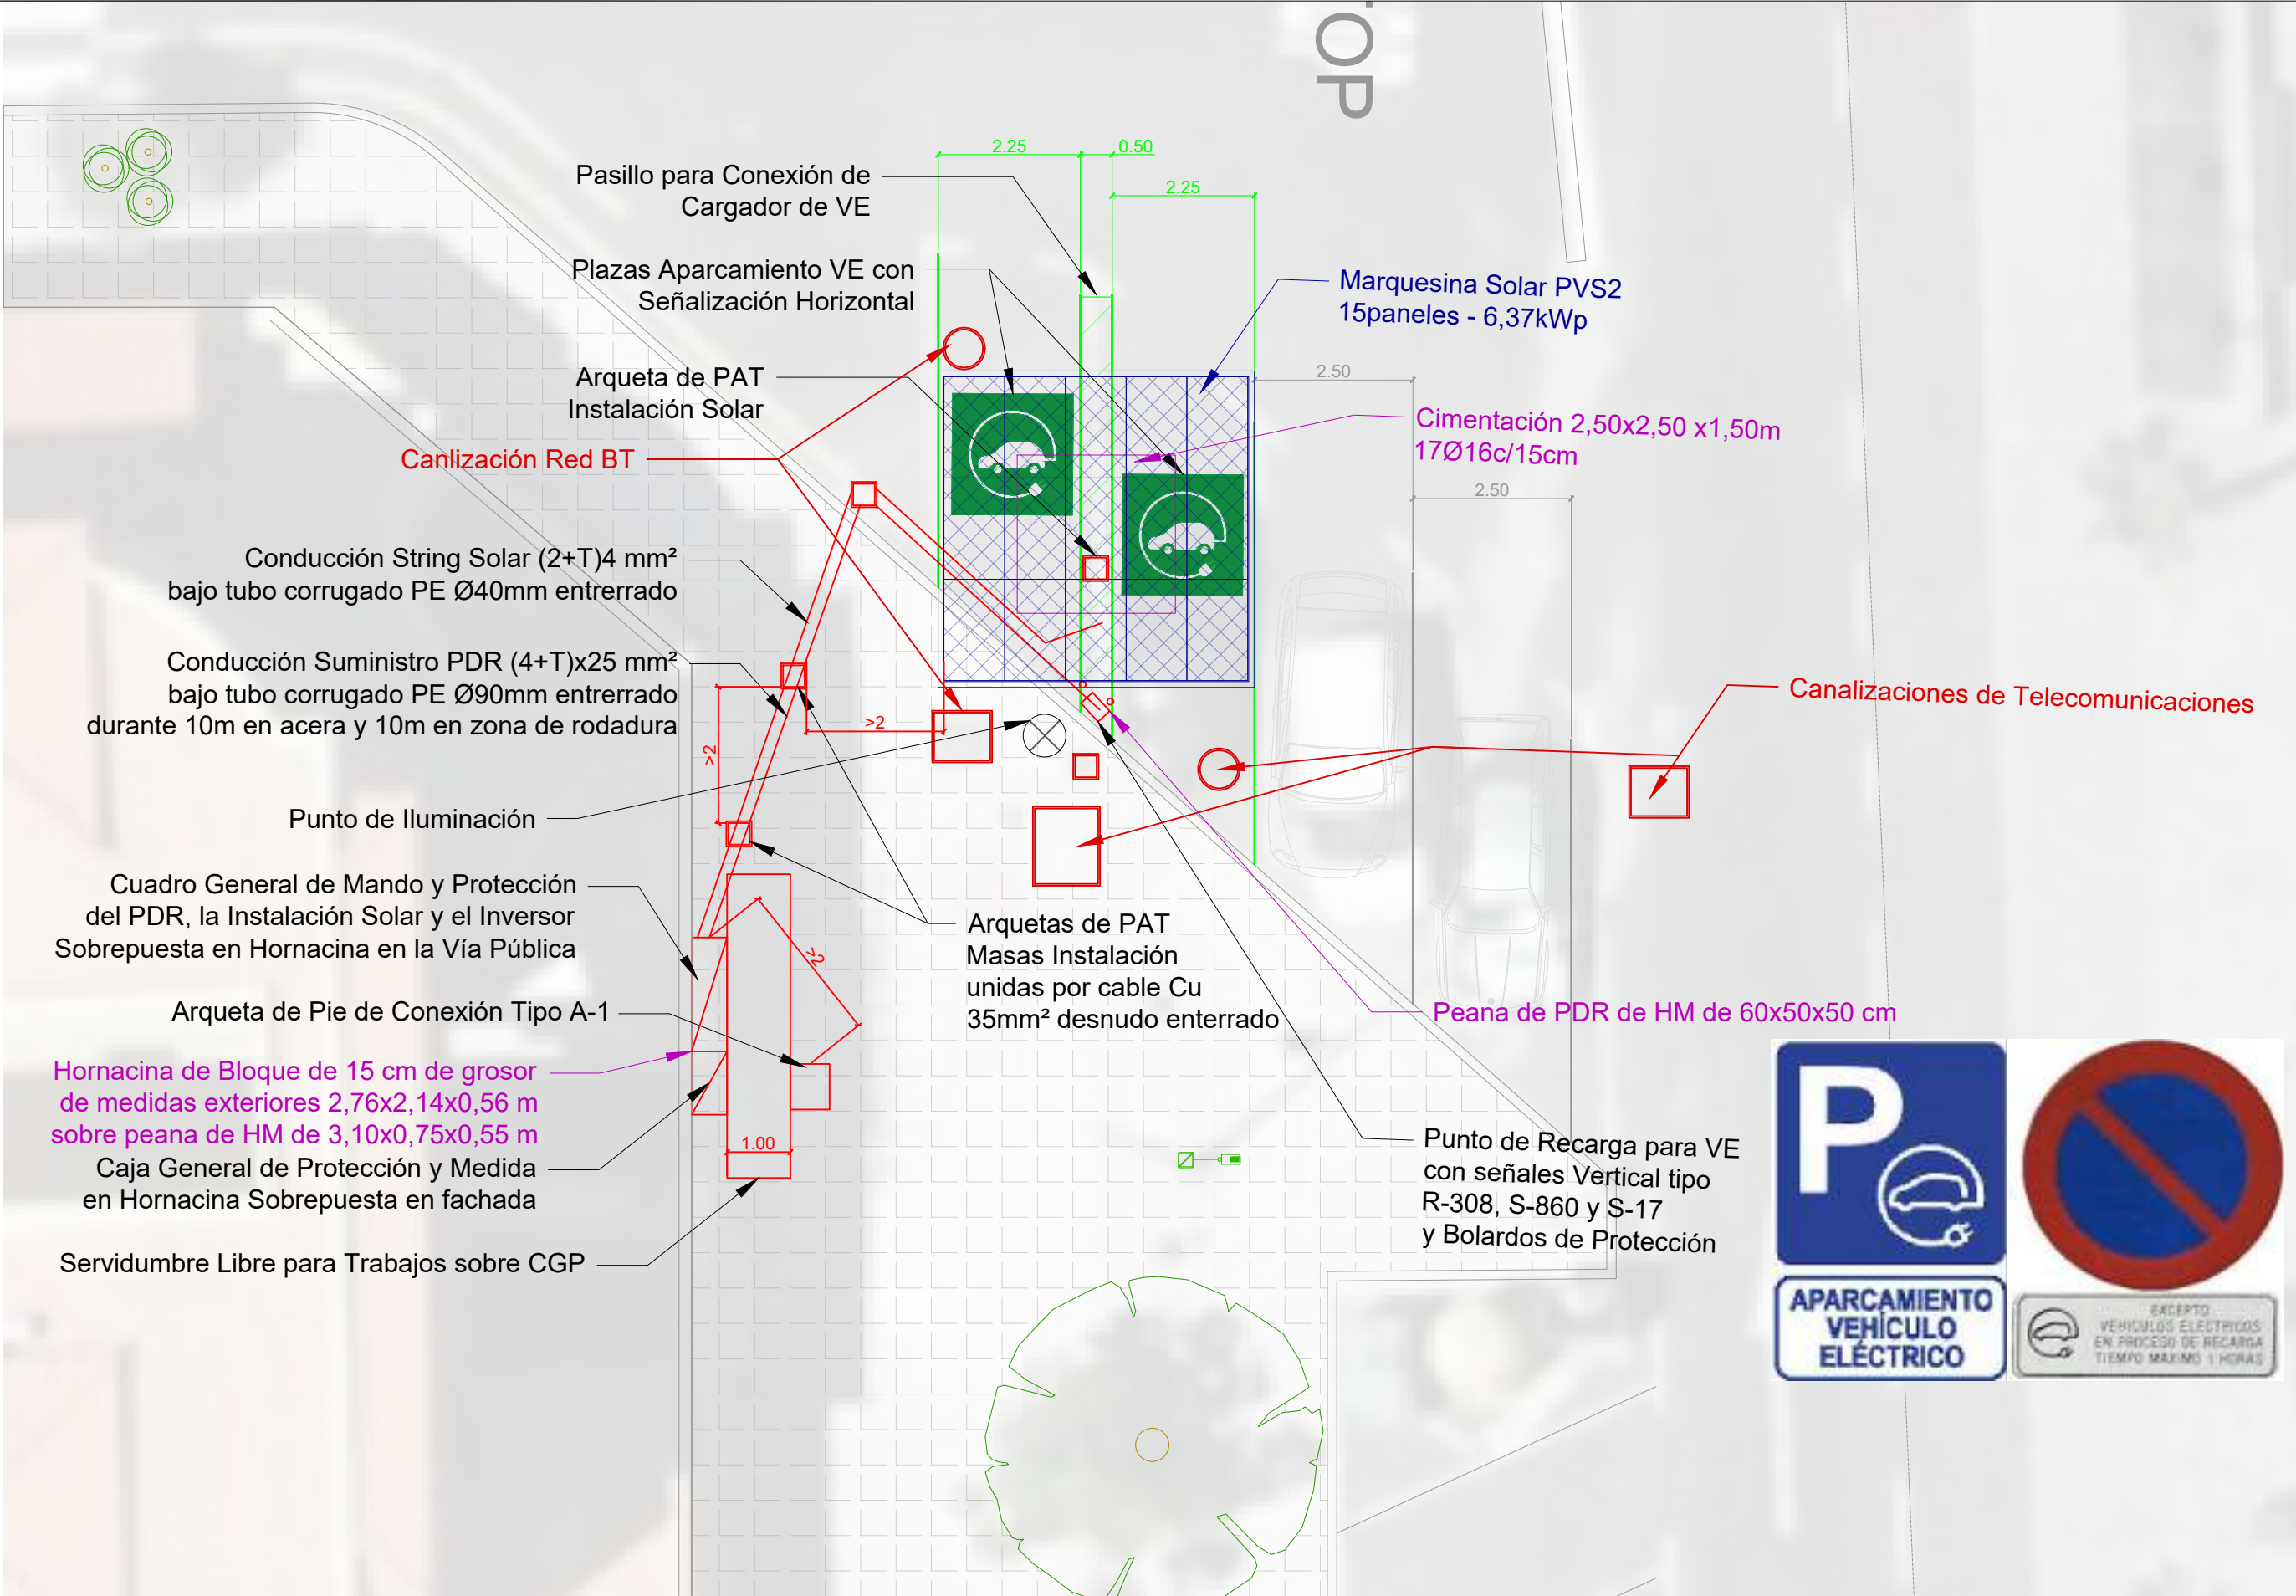 TOP
2.25
0.50
2.25
Pasillo para Conexión de
Cargador de VE
Plazas Aparcamiento VE con
Señalización Horizontal
Marquesina Solar PVS2
15paneles - 6,37kWp
Arqueta de PAT
Instalación Solar
2.50
Cimentación 2,50x2,50 x1,50m
17Ø16c/15cm
Canlización Red BT
2.50
Conducción String Solar (2+T)4 mm²
bajo tubo corrugado PE Ø40mm entrerrado
Conducción Suministro PDR (4+T)x25 mm²
bajo tubo corrugado PE Ø90mm entrerrado
durante 10m en acera y 10m en zona de rodadura
Canalizaciones de Telecomunicaciones
>2
>2
Punto de Iluminación
Cuadro General de Mando y Protección
del PDR, la Instalación Solar y el Inversor
Sobrepuesta en Hornacina en la Vía Pública
Arquetas de PAT
Masas Instalación
unidas por cable Cu
35mm² desnudo enterrado
>2
Arqueta de Pie de Conexión Tipo A-1
Peana de PDR de HM de 60x50x50 cm
Hornacina de Bloque de 15 cm de grosor
de medidas exteriores 2,76x2,14x0,56 m
sobre peana de HM de 3,10x0,75x0,55 m
1.00
Caja General de Protección y Medida
en Hornacina Sobrepuesta en fachada
Servidumbre Libre para Trabajos sobre CGP
Punto de Recarga para VE
con señales Vertical tipo
R-308, S-860 y S-17
y Bolardos de Protección
P
APARCAMIENTO
VEHÍCULO
ELÉCTRICO
EXCEPTO
VEHICULOS ELECTRICOS
EN PROCESO DE RECARGA
TIEMPO MAXIMO 1 HORAS